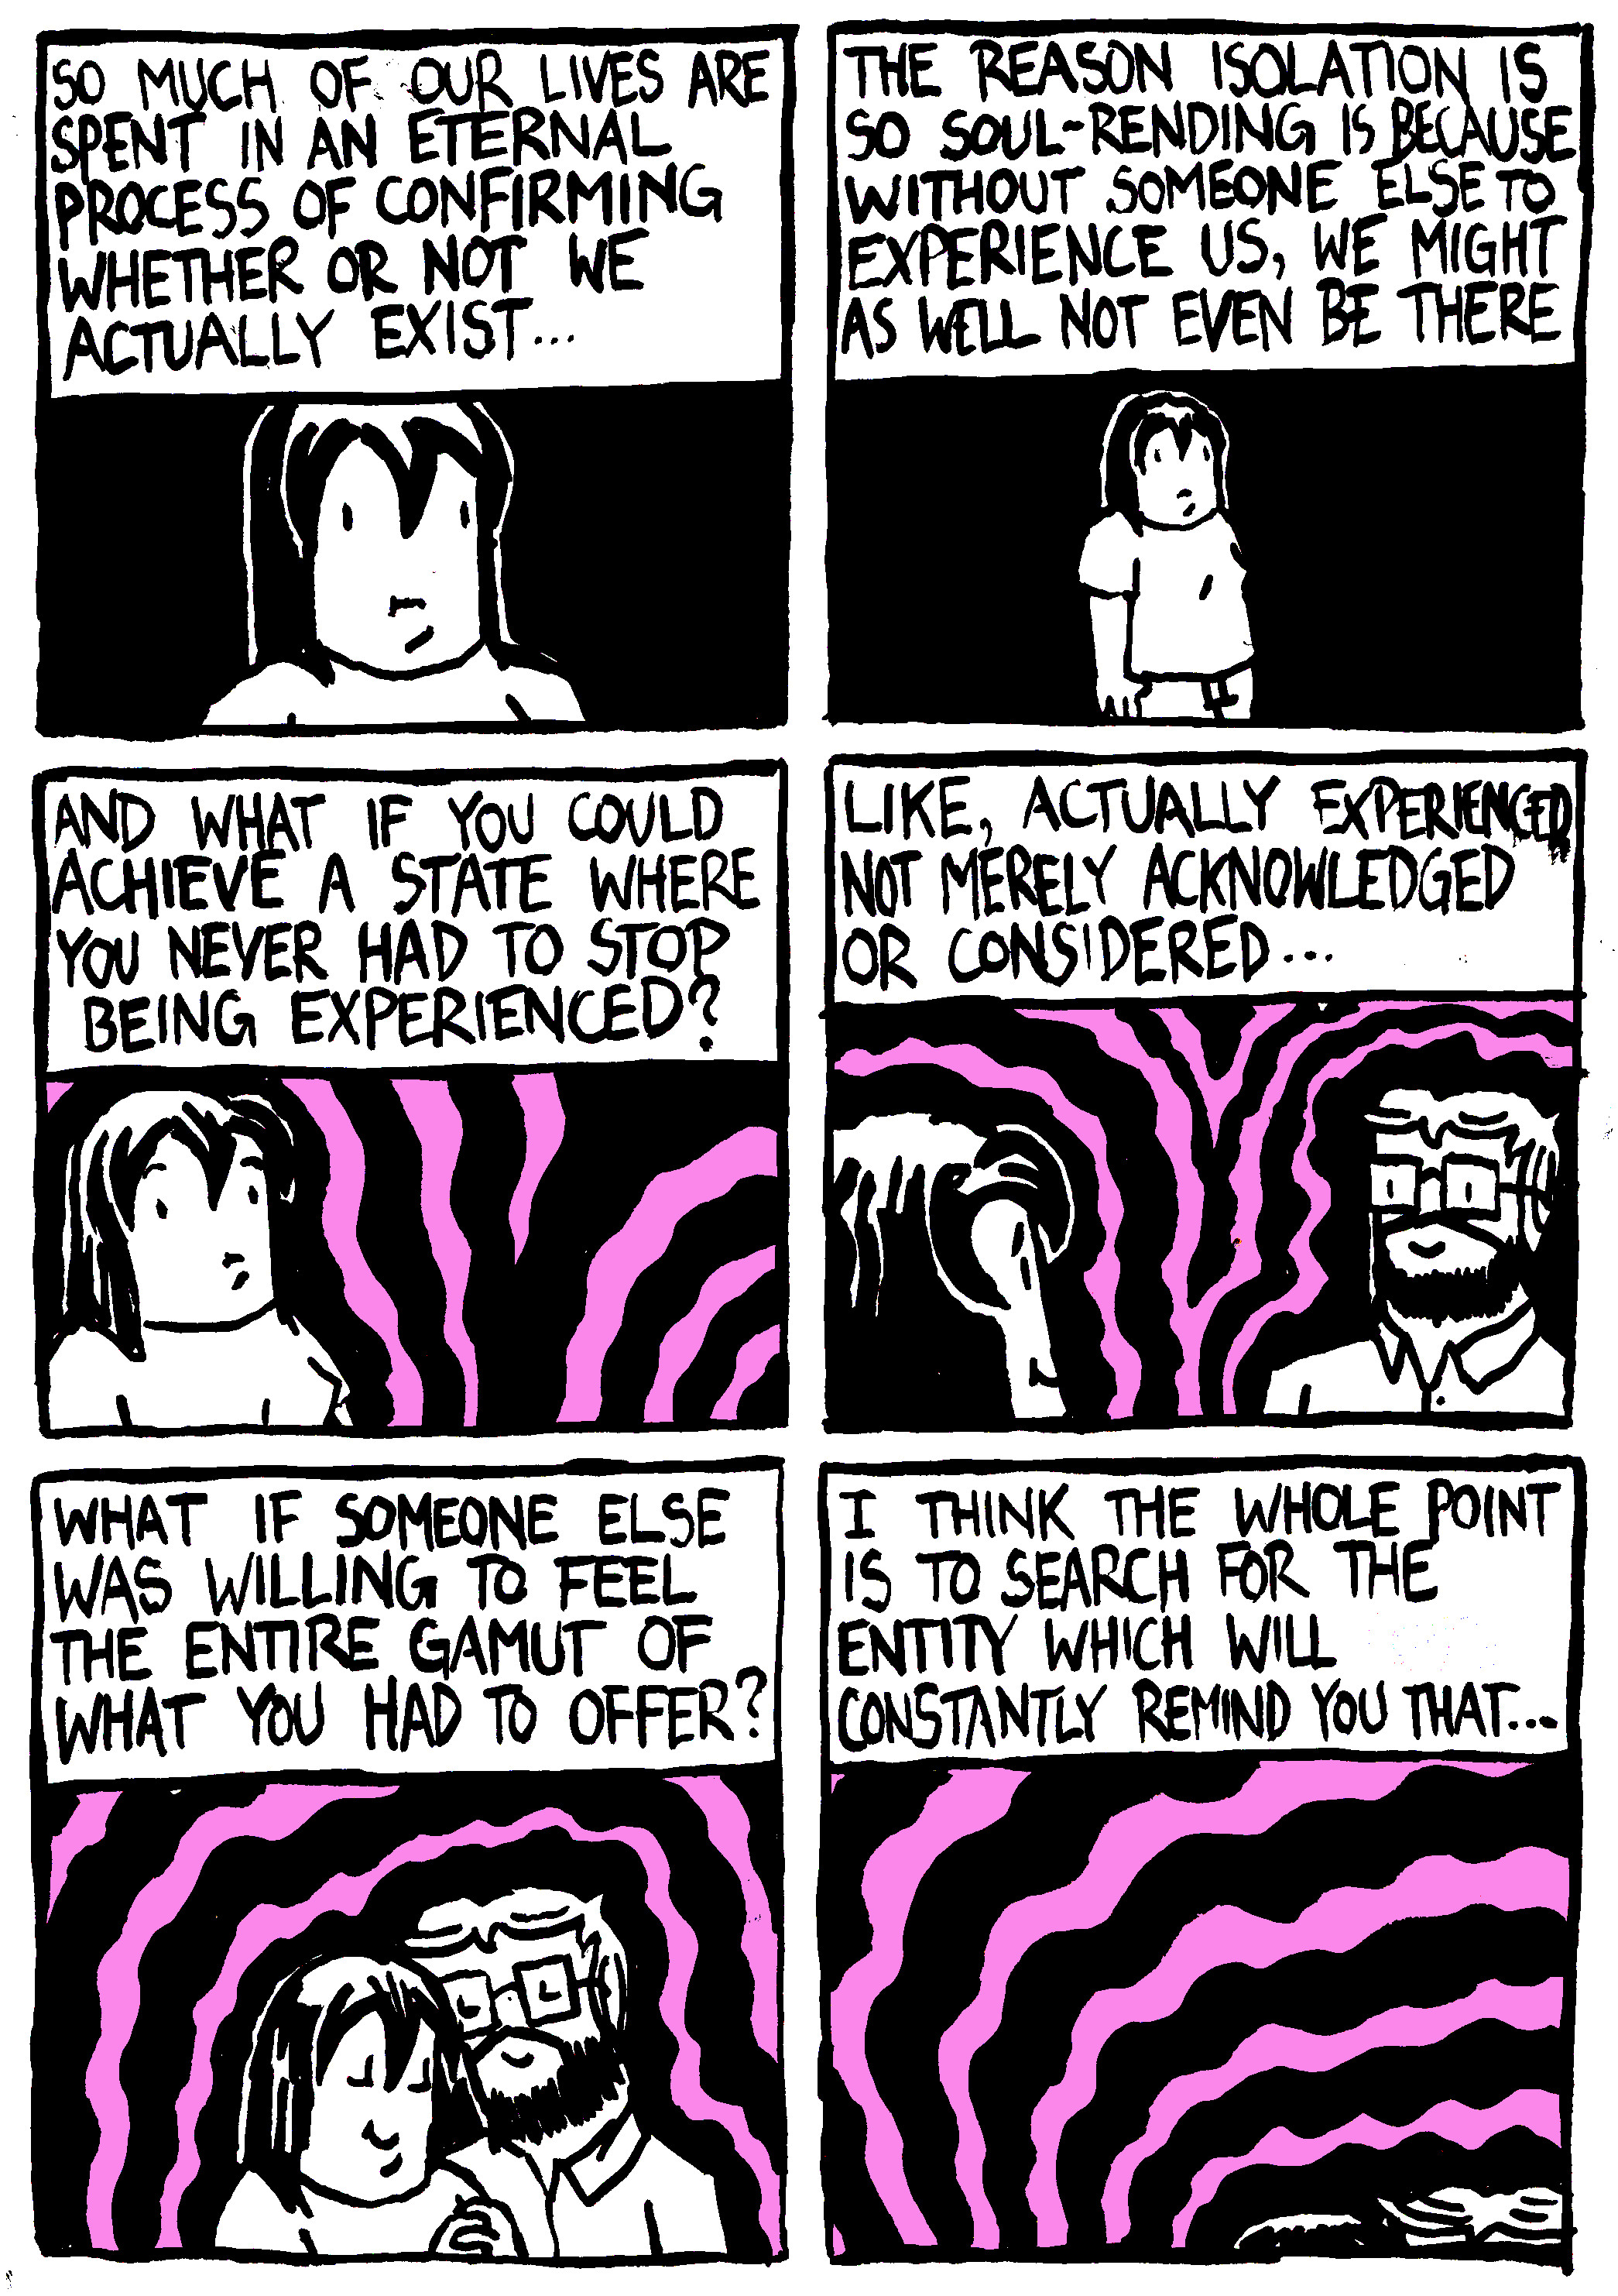 SO MUCH OF OUR LIVES ARE
SPENT IN AN ETERNAL
PROCESS OF CONFIRMING
WHETHER OR NOT WE
ACTUALLY EXIST...
THE REASON ISOLATION IS
SO SOUL-RENDING IS BECAUSE
WITHOUT SOMEONE ELSE TO
EXPERIENCE US, WE MIGHT
AS WELL NOT EVEN BE THERE
AND WHAT IF YOU COULD
ACHIEVE A STATE WHERE
YOU NEVER HAD TO STOP
BEING EXPERIENCED?
LIKE, ACTUALLY EXPERIENCED
NOT MERELY ACKNOWLEDGED
OR CONSIDERED...
WHAT IF SOMEONE ELSE
WAS WILLING TO FEEL
THE ENTIRE GAMUT OF
WHAT YOU HAD TO OFFER?
I THINK THE WHOLE POINT
IS TO SEARCH FOR THE
ENTITY WHICH WILL
CONSTANTLY REMIND YOU THAT...